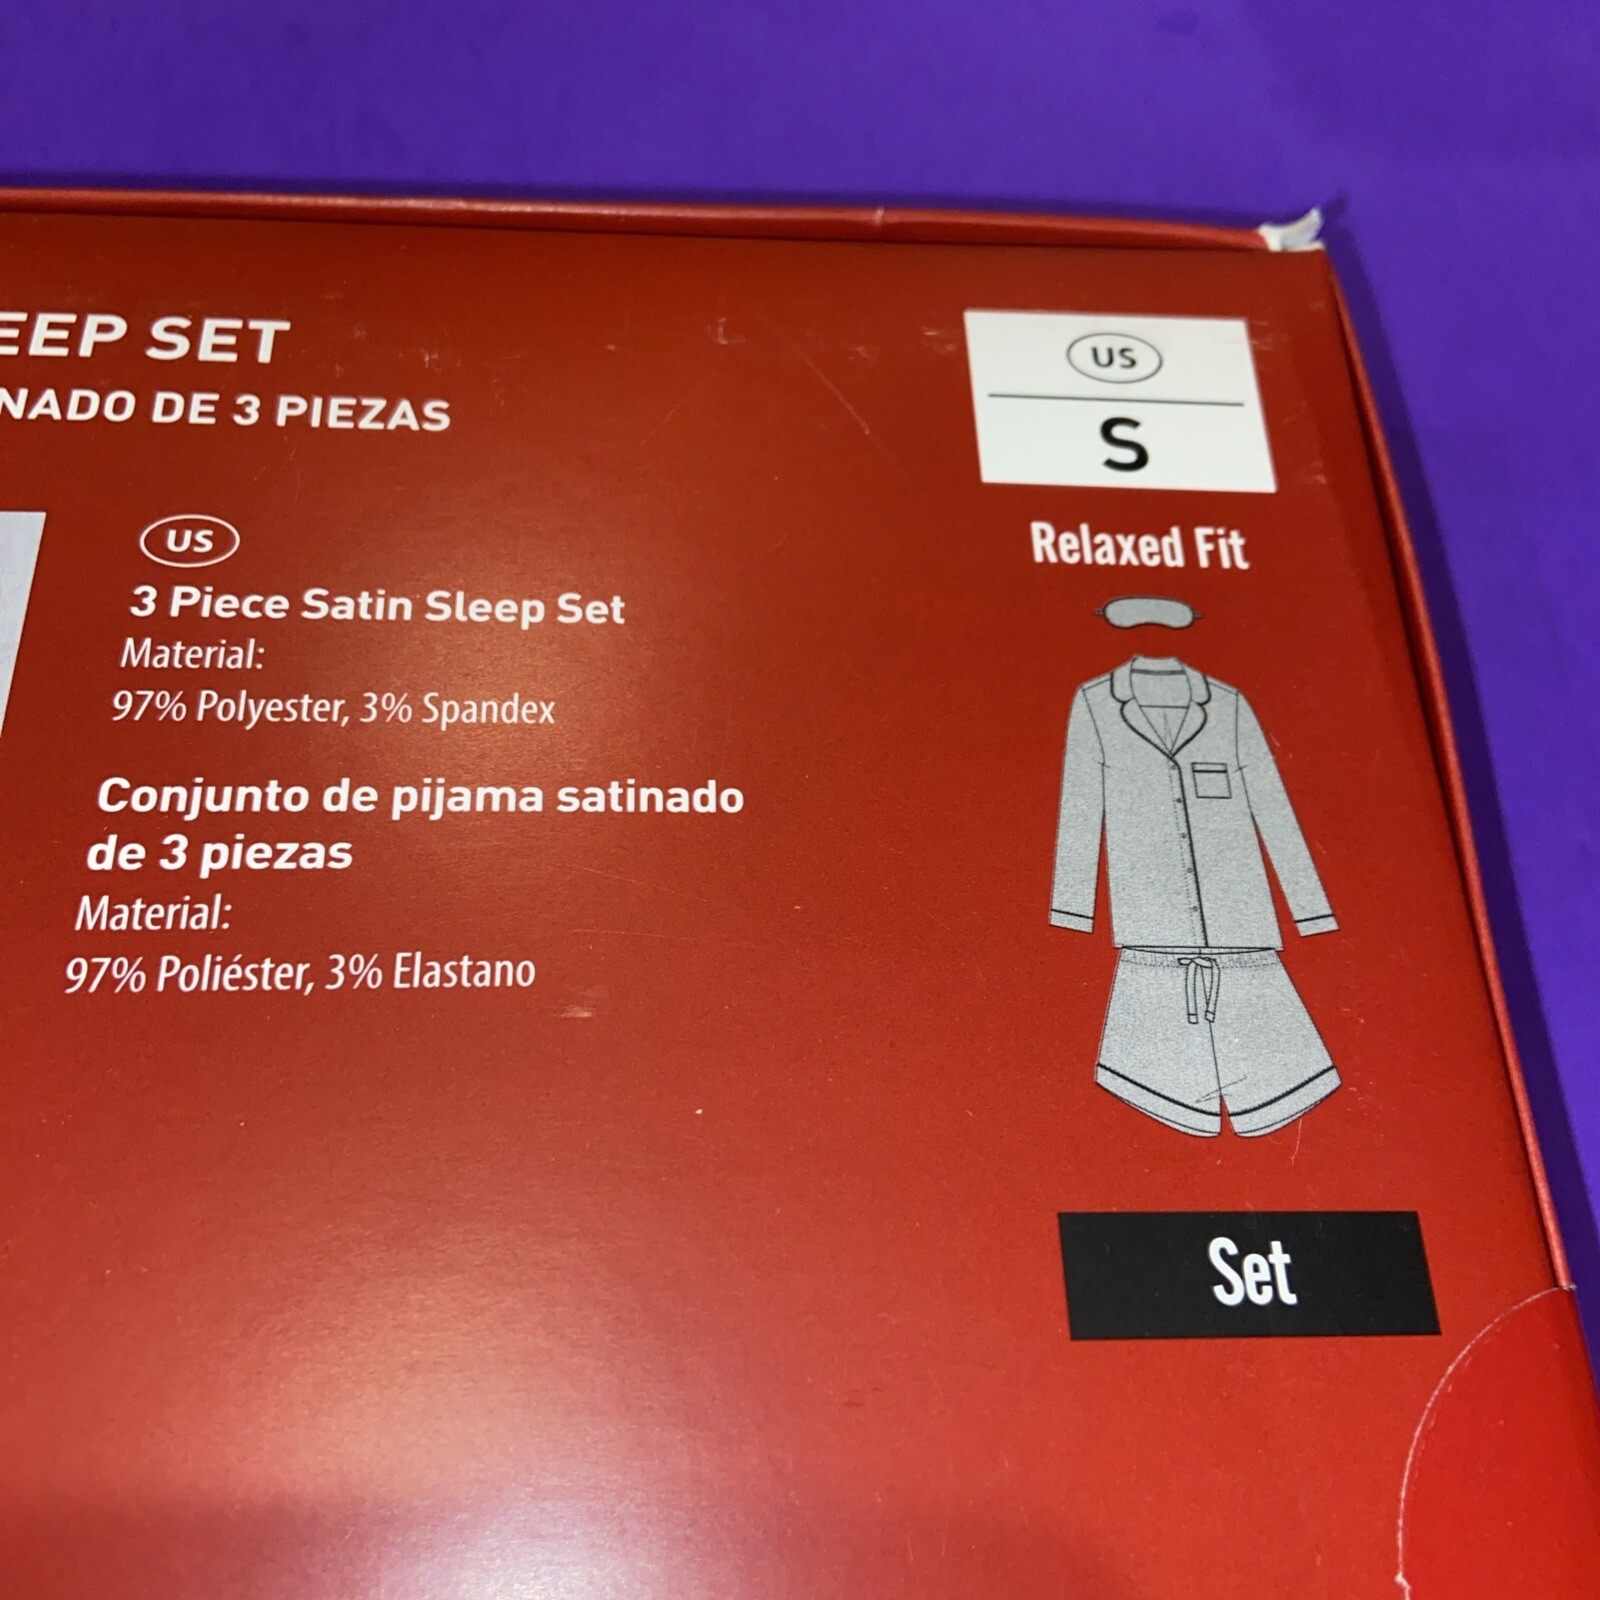 EEP SET
NADO DE 3 PIEZAS
US
3 Piece Satin Sleep Set
Material:
97% Polyester, 3% Spandex
Conjunto de pijama satinado
de 3 piezas
Material:
97% Poliéster, 3% Elastano
US
S
Relaxed Fit
Set